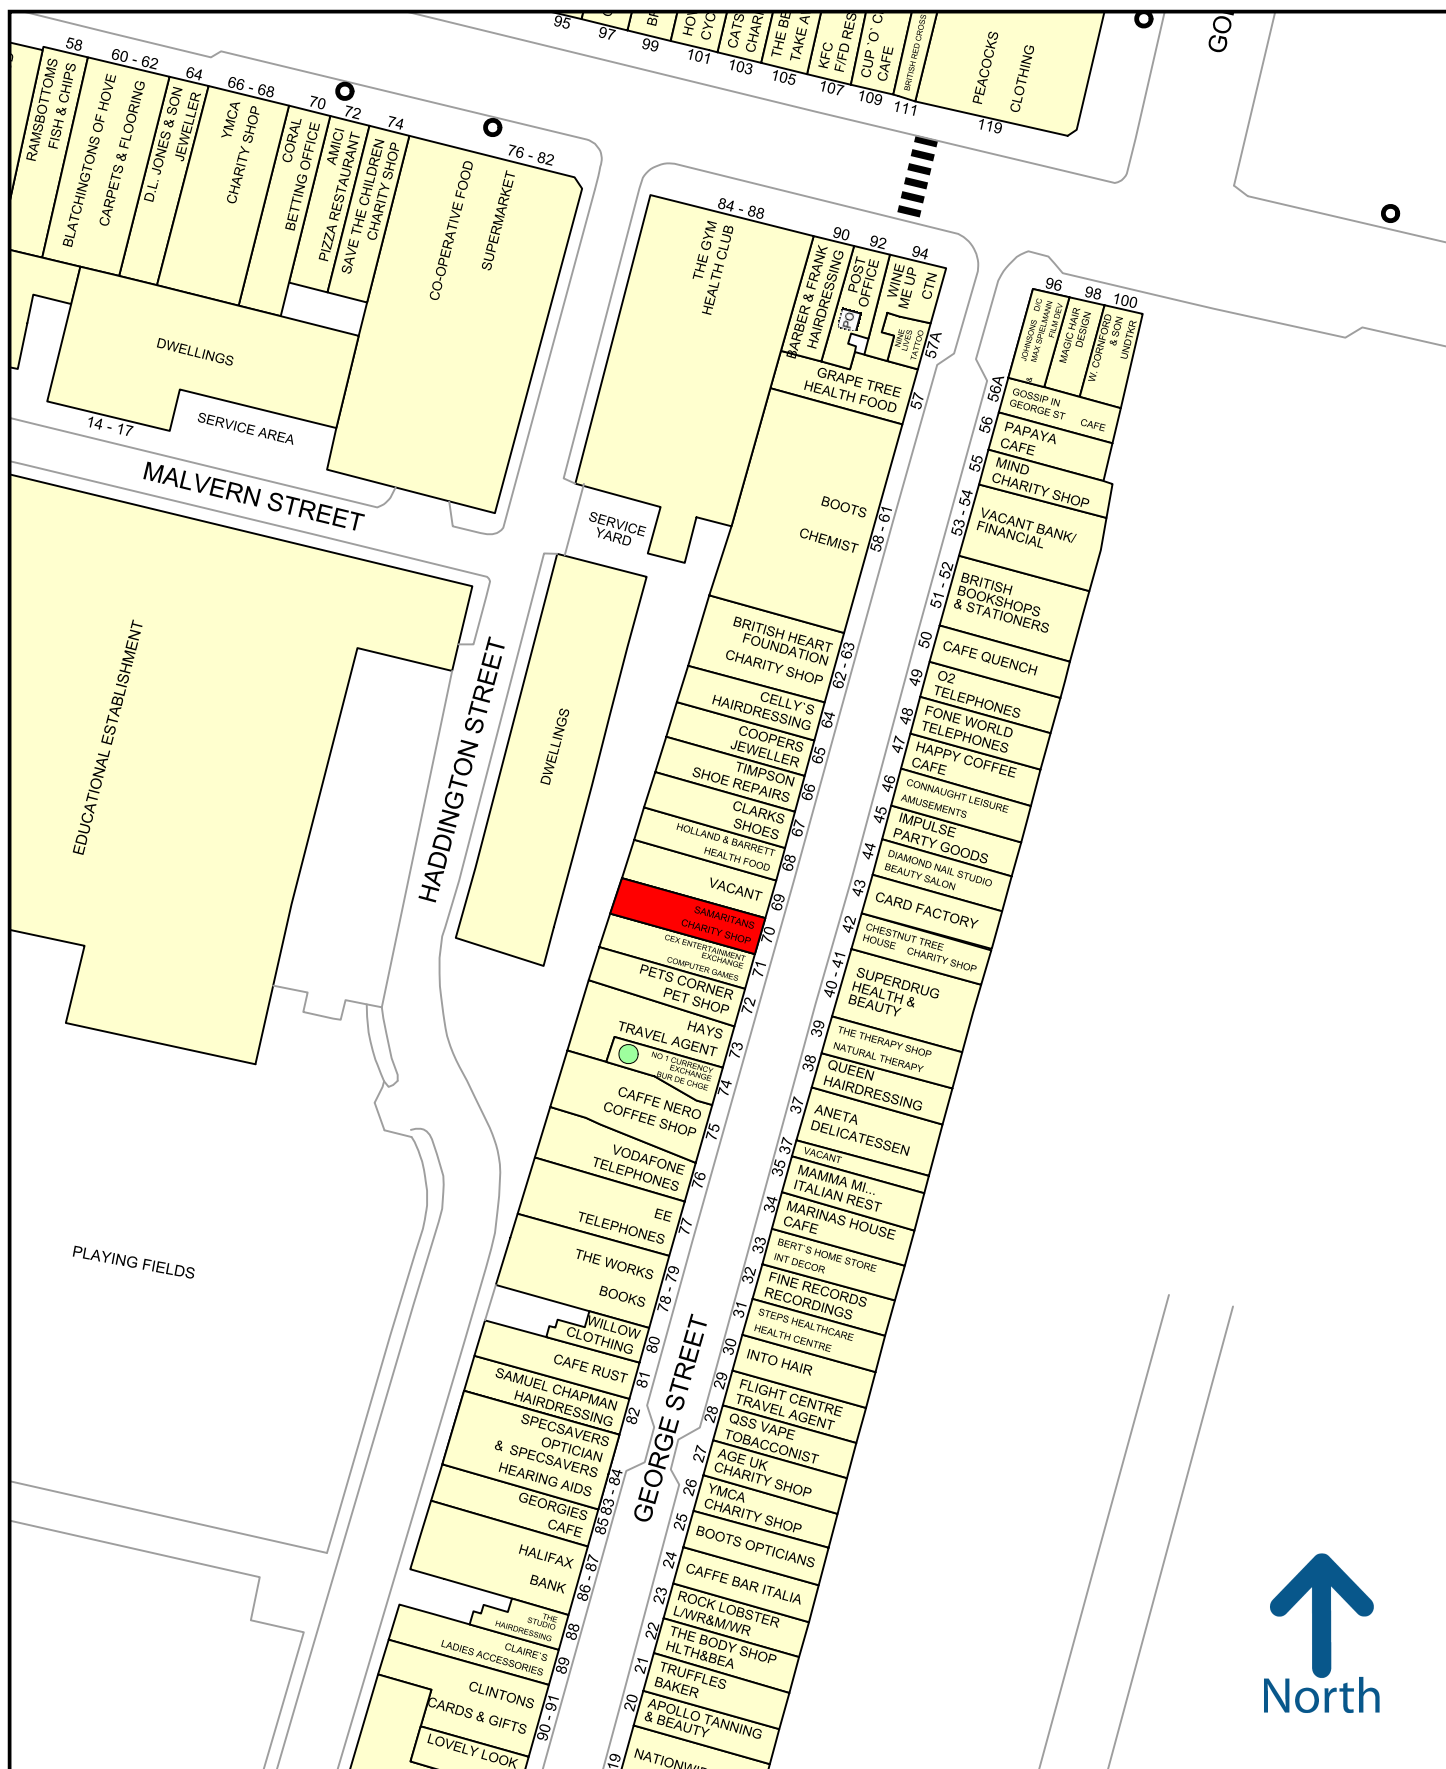 95
97
99
101
103
105
107
109
111
119
TAKE A
KFC
F/FD RES
CAFE
BRITISH RED CROSS
PEACOCKS
CLOTHING
58
60 - 62
64
66 - 68
70
72
74
76 - 82
RAMSBOTTOMS
FISH & CHIPS
BLATCHINGTONS OF HOVE
CARPETS & FLOORING
D.L. JONES & SON
JEWELLER
YMCA
CHARITY SHOP
CORAL
BETTING OFFICE
AMICI
PIZZA RESTAURANT
SAVE THE CHILDREN
CHARITY SHOP
CO-OPERATIVE FOOD
SUPERMARKET
DWELLINGS
14 - 17
SERVICE AREA
MALVERN STREET
84 - 88
90
92
94
THE GYM
HEALTH CLUB
BARBER & FRANK
HAIRDRESSING
POST
OFFICE
PO
WINE
ME UP
CTN
NINE
LIVES
TATTOO
57A
GRAPE TREE
HEALTH FOOD
57
BOOTS
CHEMIST
58 - 61
SERVICE
YARD
96
98
100
JOHNSONS D/C
& MAX SPIELMANN
FILM DEV
MAGIC HAIR
DESIGN
W. CORNFORD
& SON
UNDTKR
56A
GOSSIP IN
GEORGE ST CAFE
56
PAPAYA
CAFE
55
MIND
CHARITY SHOP
53 - 54
VACANT BANK/
FINANCIAL
51 - 52
BRITISH
BOOKSHOPS
& STATIONERS
50
CAFE QUENCH
49
O2
TELEPHONES
48
FONE WORLD
TELEPHONES
47
HAPPY COFFEE
CAFE
46
CONNAUGHT LEISURE
AMUSEMENTS
45
IMPULSE
PARTY GOODS
44
DIAMOND NAIL STUDIO
BEAUTY SALON
43
CARD FACTORY
42
CHESTNUT TREE
HOUSE CHARITY SHOP
40 - 41
SUPERDRUG
HEALTH &
BEAUTY
39
THE THERAPY SHOP
NATURAL THERAPY
38
QUEEN
HAIRDRESSING
37
ANETA
DELICATESSEN
37
VACANT
35
MAMMA MI...
ITALIAN REST
34
MARINAS HOUSE
CAFE
33
BERT`S HOME STORE
INT DECOR
32
FINE RECORDS
RECORDINGS
31
STEPS HEALTHCARE
HEALTH CENTRE
30
INTO HAIR
29
FLIGHT CENTRE
TRAVEL AGENT
28
QSS VAPE
TOBACCONIST
27
AGE UK
CHARITY SHOP
26
YMCA
CHARITY SHOP
25
BOOTS OPTICIANS
24
CAFFE BAR ITALIA
23
ROCK LOBSTER
L/WR&M/WR
22
THE BODY SHOP
HLTH&BEA
21
TRUFFLES
BAKER
20
APOLLO TANNING
& BEAUTY
19
EDUCATIONAL ESTABLISHMENT
HADDINGTON STREET
DWELLINGS
PLAYING FIELDS
BRITISH HEART
FOUNDATION
CHARITY SHOP
62 - 63
CELLY`S
HAIRDRESSING
64
COOPERS
JEWELLER
65
TIMPSON
SHOE REPAIRS
66
CLARKS
SHOES
67
HOLLAND & BARRETT
HEALTH FOOD
68
VACANT
69
SAMARITANS
CHARITY SHOP
70
CEX ENTERTAINMENT
EXCHANGE
COMPUTER GAMES
71
PETS CORNER
PET SHOP
72
HAYS
TRAVEL AGENT
73
NO 1 CURRENCY
EXCHANGE
BUR DE CHGE
74
CAFFE NERO
COFFEE SHOP
75
VODAFONE
TELEPHONES
76
EE
TELEPHONES
77
THE WORKS
BOOKS
78 - 79
WILLOW
CLOTHING
80
CAFE RUST
81
SAMUEL CHAPMAN
HAIRDRESSING
82
SPECSAVERS
OPTICIAN
& SPECSAVERS
HEARING AIDS
83 - 84
GEORGIES
CAFE
85
HALIFAX
BANK
86 - 87
THE
STUDIO
HAIRDRESSING
88
CLAIRE`S
LADIES ACCESSORIES
89
CLINTONS
CARDS & GIFTS
90 - 91
LOVELY LOOK
GEORGE STREET
North